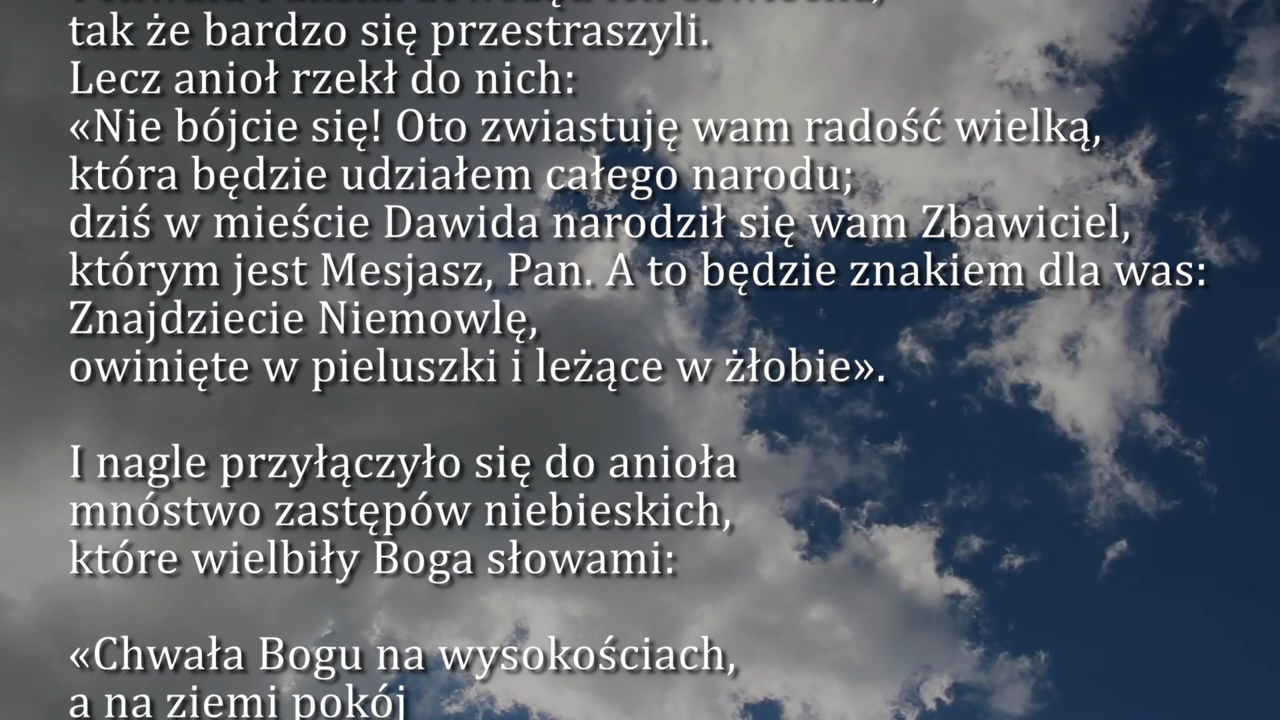 tak że bardzo się przestraszyli.
Lecz anioł rzekł do nich:
«Nie bójcie się! Oto zwiastuję wam radość wielką,
która będzie udziałem całego narodu;
dziś w mieście Dawida narodził się wam Zbawiciel,
którym jest Mesjasz, Pan. A to będzie znakiem dla was:
Znajdziecie Niemowlę,
owinięte w pieluszki i leżące w żłobie».
I nagle przyłączyło się do anioła
mnóstwo zastępów niebieskich,
które wielbiły Boga słowami:
«Chwała Bogu na wysokościach,
a na ziemi pokój